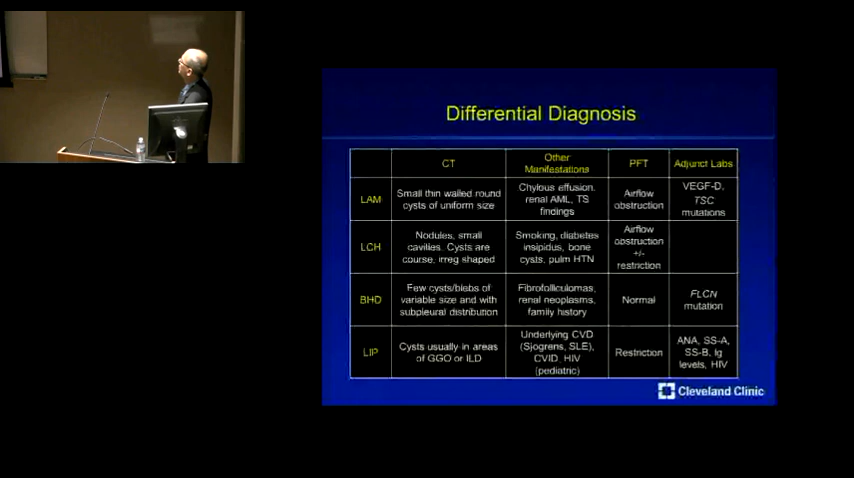 Differential Diagnosis
CT
Other
Manifestations
PFT
Adjunct Labs
LAM
Small thin walled round
cysts of uniform size
Chylous effusion,
renal AML, TS
findings
Airflow
obstruction
VEGF-D,
TSC
mutations
LCH
Nodules, small
cavities. Cysts are
course, irreg shaped
Smoking, diabetes
insipidus, bone
cysts, pulm HTN
Airflow
obstruction
+/-
restriction
BHD
Few cysts/blebs of
variable size and with
subpleural distribution
Fibrofolliculomas,
renal neoplasms,
family history
Normal
FLCN
mutation
LIP
Cysts usually in areas
of GGO or ILD
Underlying CVD
(Sjogrens, SLE),
CVID, HIV
(pediatric)
Restriction
ANA, SS-A,
SS-B, Ig
levels, HIV
Cleveland Clinic